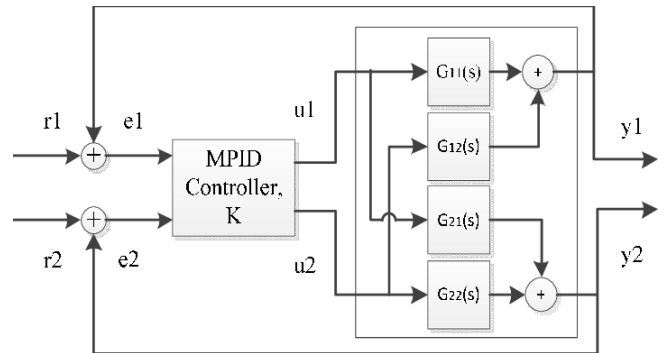 G11(s)
+
u1
r1
e1
y1
+
MPID
Controller,
K
G12(s)
+
G21(s)
r2
e2
u2
y2
G22(s)
+